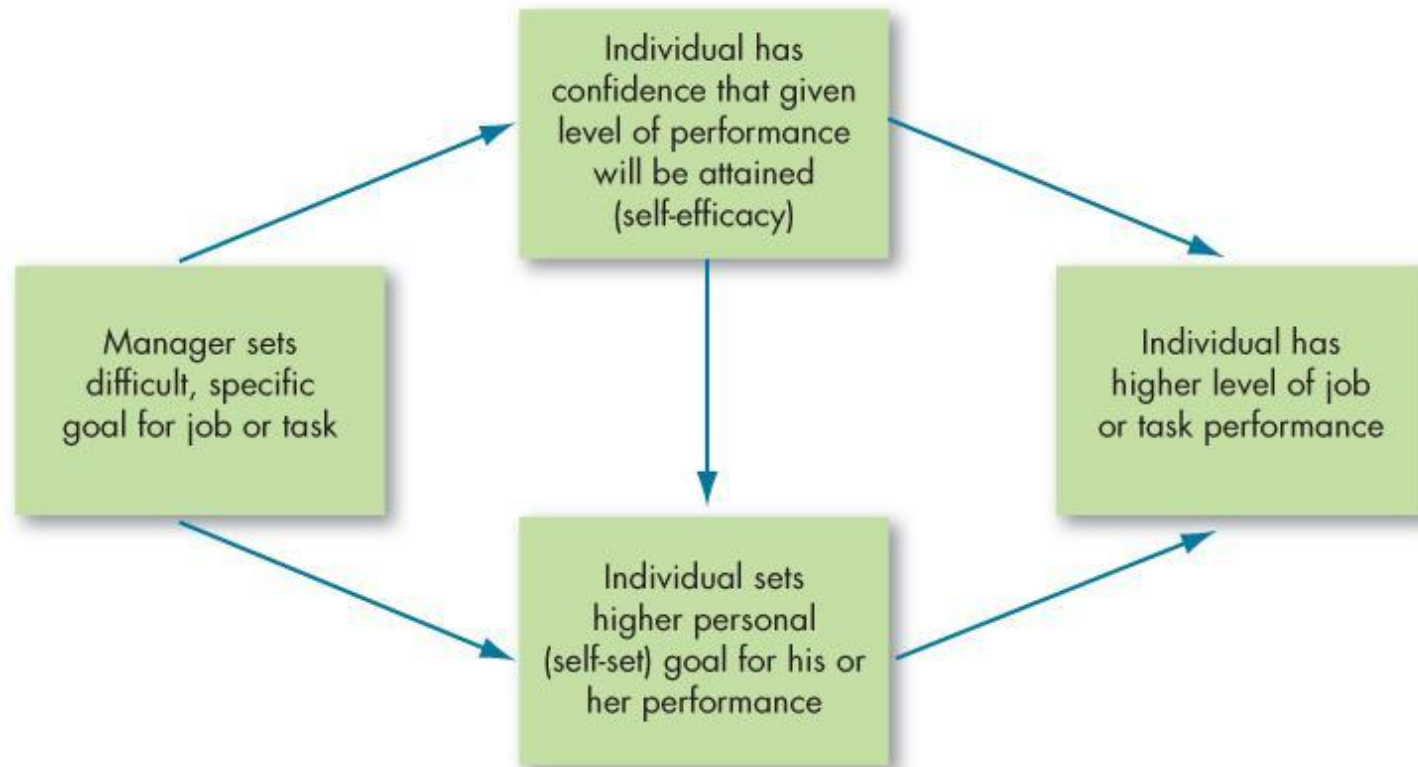 Individual has
confidence that given
level of performance
will be attained
(self-efficacy)
Manager sets
difficult, specific
goal for job or task
Individual has
higher level of job
or task performance
Individual sets
higher personal
(self-set) goal for his or
her performance